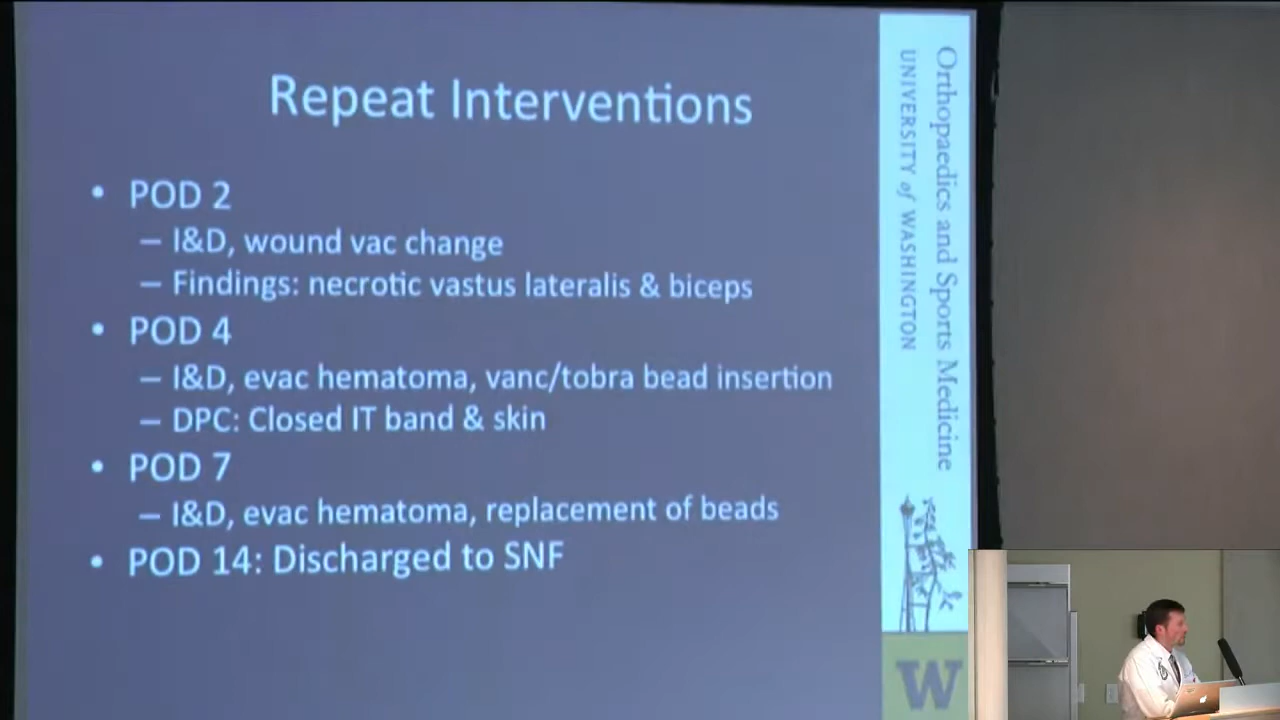 Repeat Interventions
• POD 2
– I&D, wound vac change
– Findings: necrotic vastus lateralis & biceps
• POD 4
– I&D, evac hematoma, vanc/tobra bead insertion
– DPC: Closed IT band & skin
• POD 7
– I&D, evac hematoma, replacement of beads
• POD 14: Discharged to SNF
Orthopaedics and Sports Medicine
UNIVERSITY of WASHINGTON
W